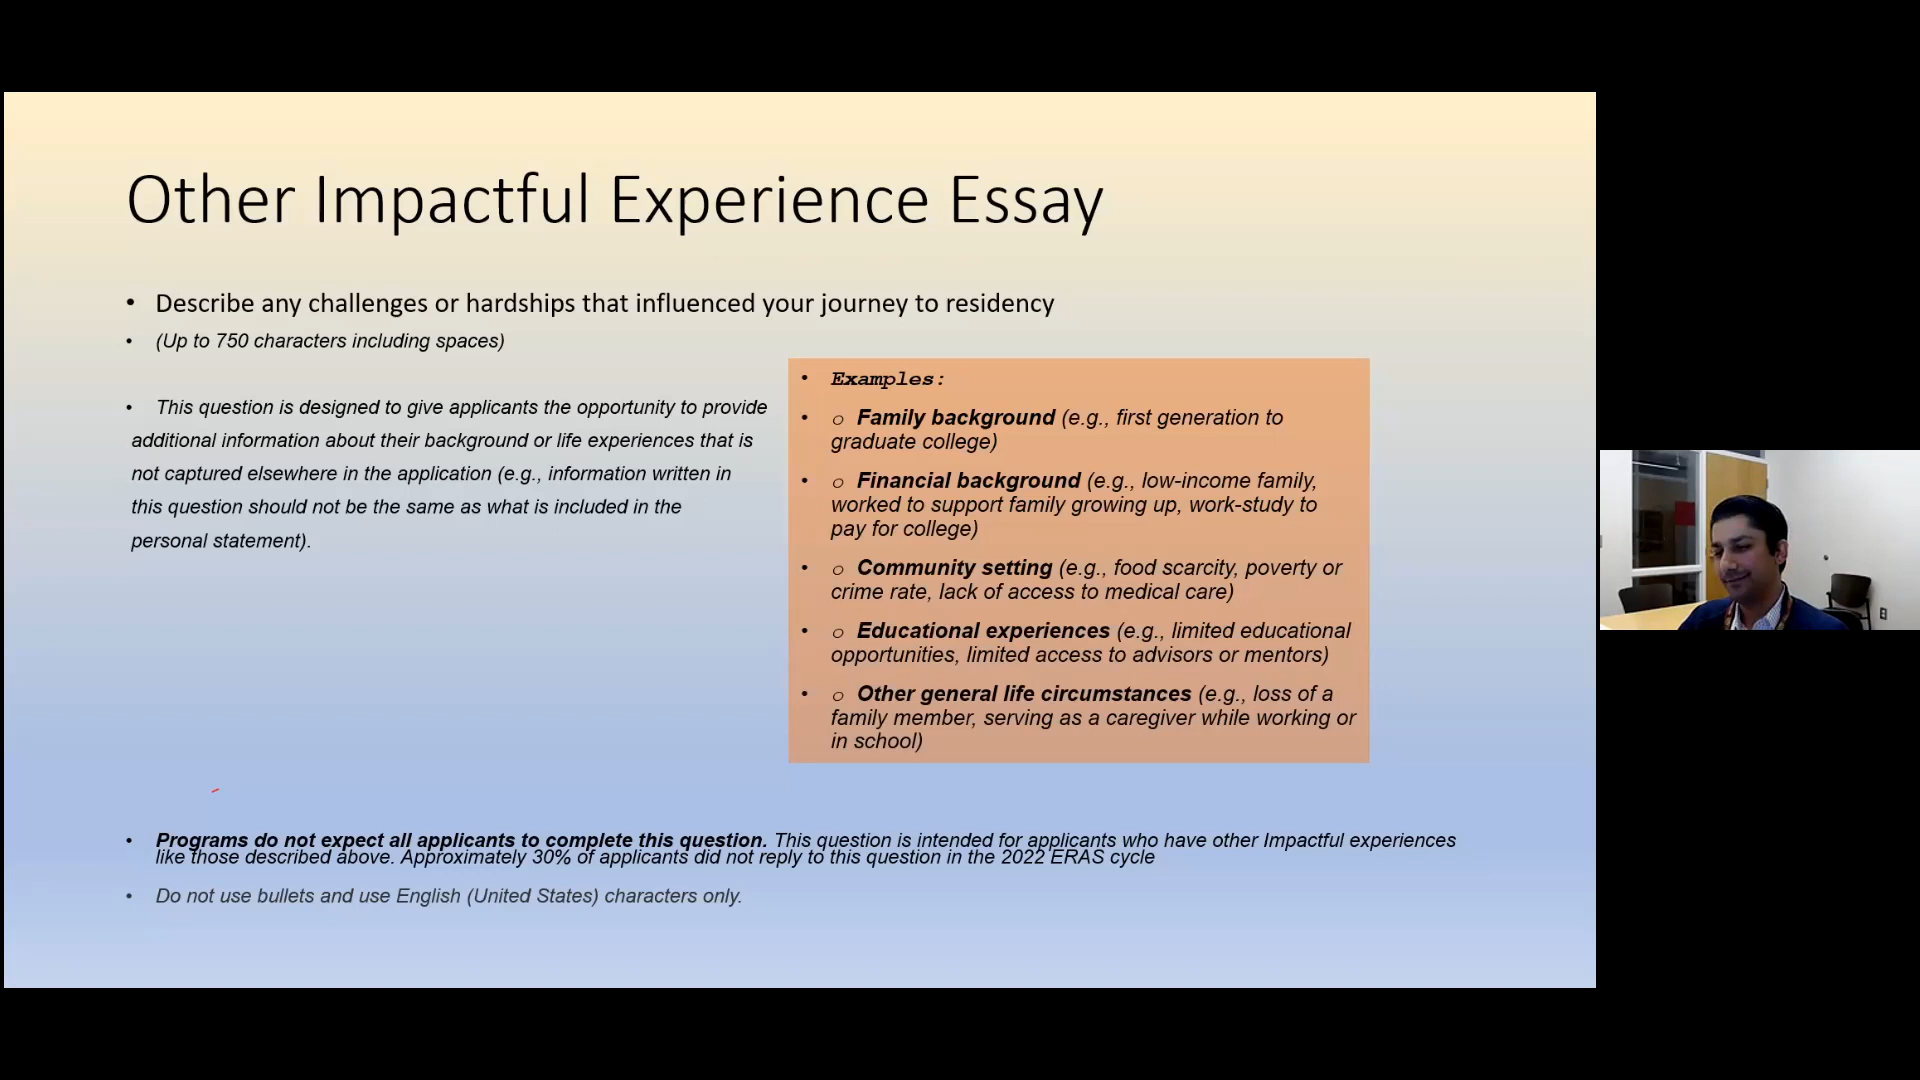 Other Impactful Experience Essay
• Describe any challenges or hardships that influenced your journey to residency
• (Up to 750 characters including spaces)
• This question is designed to give applicants the opportunity to provide
additional information about their background or life experiences that is
not captured elsewhere in the application (e.g., information written in
this question should not be the same as what is included in the
personal statement).
• Examples:
• o Family background (e.g., first generation to
graduate college)
• o Financial background (e.g., low-income family,
worked to support family growing up, work-study to
pay for college)
• o Community setting (e.g., food scarcity, poverty or
crime rate, lack of access to medical care)
• o Educational experiences (e.g., limited educational
opportunities, limited access to advisors or mentors)
• o Other general life circumstances (e.g., loss of a
family member, serving as a caregiver while working or
in school)
• Programs do not expect all applicants to complete this question. This question is intended for applicants who have other Impactful experiences
like those described above. Approximately 30% of applicants did not reply to this question in the 2022 ERAS cycle
• Do not use bullets and use English (United States) characters only.